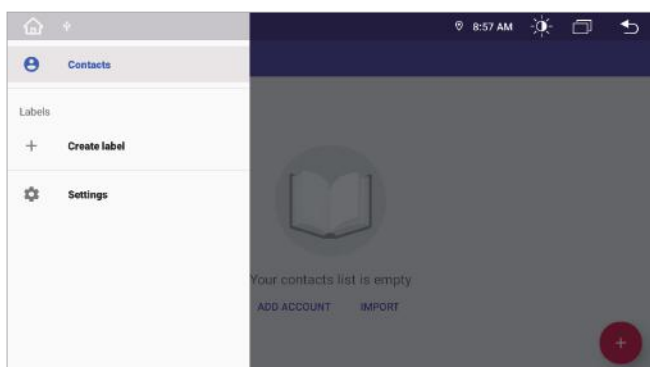 8:57 AM
Contacts
Labels
Create label
Settings
Your contacts list is empty
ADD ACCOUNT IMPORT